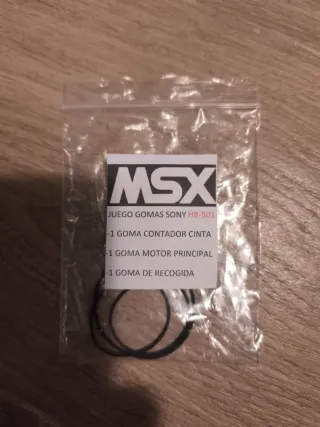 MSX
JUEGO GOMAS SONY HB-501
-1 GOMA CONTADOR CINTA
-1 GOMA MOTOR PRINCIPAL
-1 GOMA DE RECOGIDA